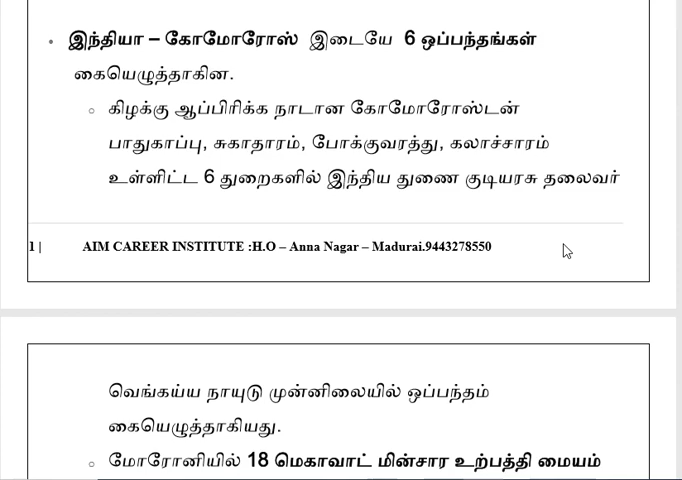 • இந்தியா – கோமோரோஸ் இடையே 6 ஒப்பந்தங்கள்
கையெழுத்தாகின.
○ கிழக்கு ஆப்பிரிக்க நாடான கோமோரோஸ்டன்
பாதுகாப்பு, சுகாதாரம், போக்குவரத்து, கலாச்சாரம்
உள்ளிட்ட 6 துறைகளில் இந்திய துணை குடியரசு தலைவர்
1 | AIM CAREER INSTITUTE :H.O – Anna Nagar – Madurai.9443278550
வெங்கய்ய நாயுடு முன்னிலையில் ஒப்பந்தம்
கையெழுத்தாகியது.
○ மோரோனியில் 18 மெகாவாட் மின்சார உற்பத்தி மையம்